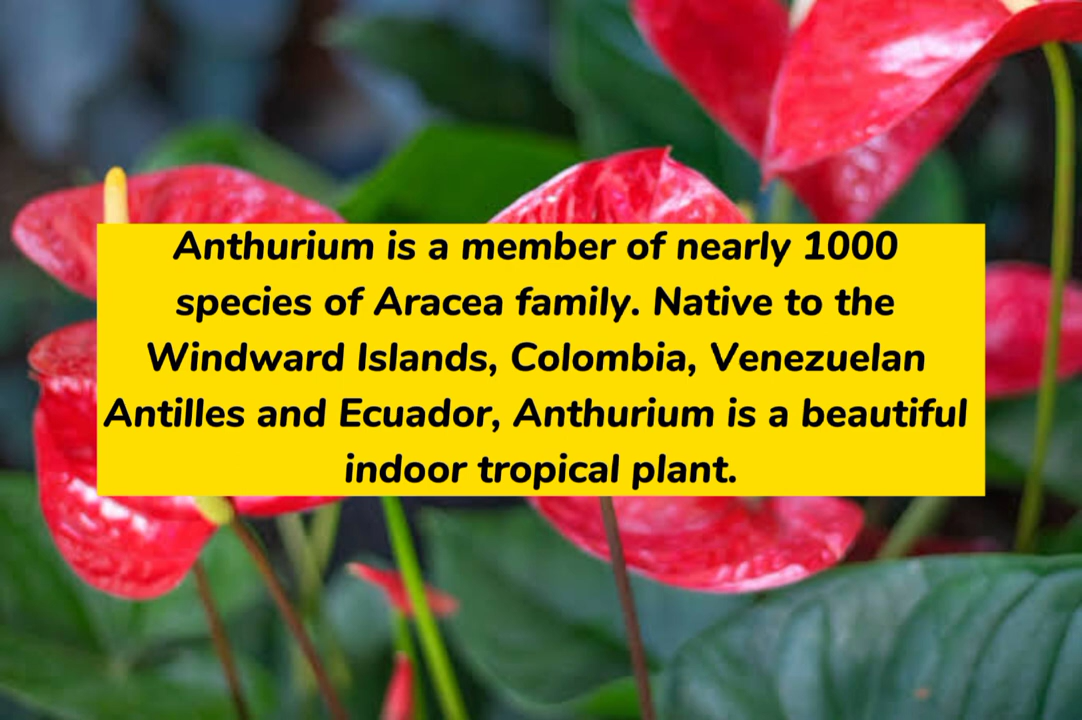 Anthurium is a member of nearly 1000
species of Aracea family. Native to the
Windward Islands, Colombia, Venezuelan
Antilles and Ecuador, Anthurium is a beautiful
indoor tropical plant.